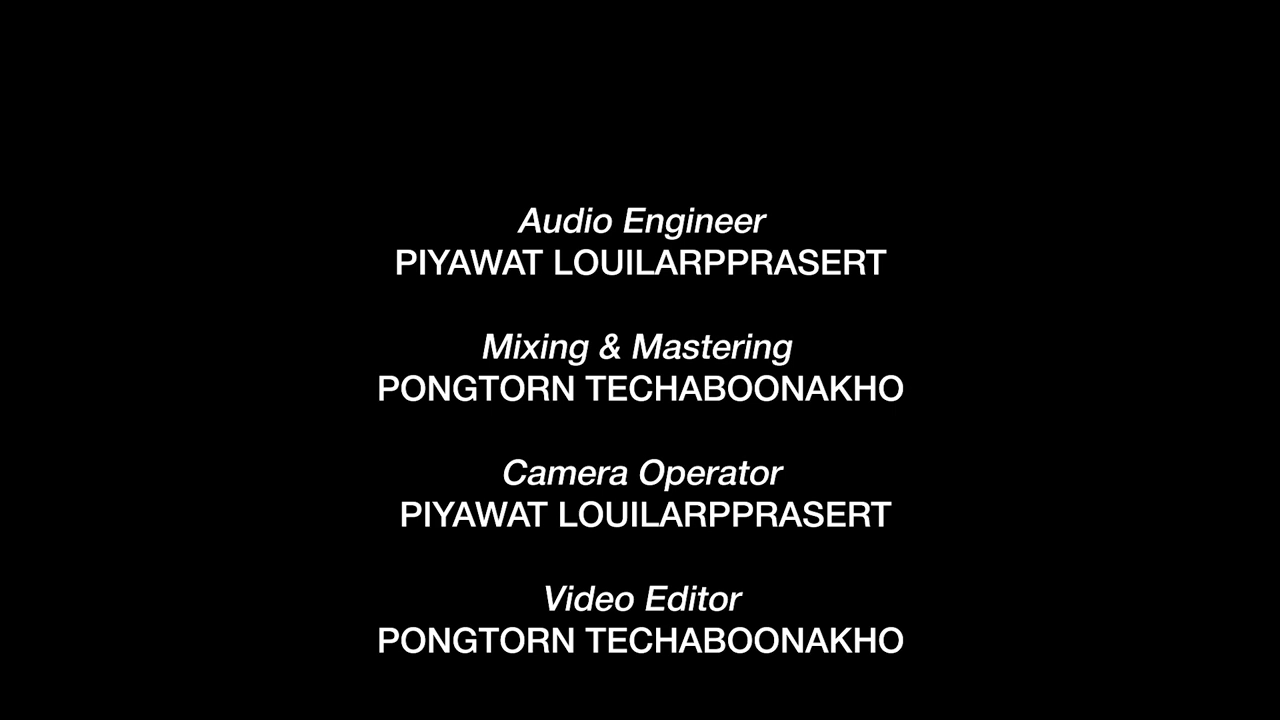 Audio Engineer
PIYAWAT LOUILARPPRASERT
Mixing & Mastering
PONGTORN TECHABOONAKHO
Camera Operator
PIYAWAT LOUILARPPRASERT
Video Editor
PONGTORN TECHABOONAKHO